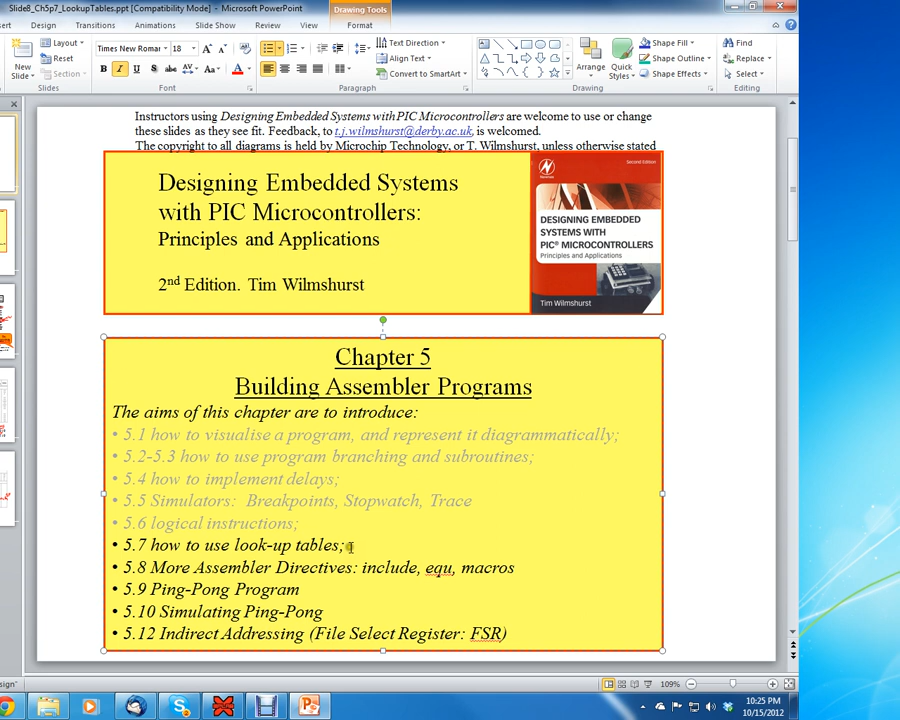 Slide8_Ch5p7_LookupTables.ppt [Compatibility Mode] - Microsoft PowerPoint
Drawing Tools
Design Transitions Animations Slide Show Review View Format
New Slide
Layout
Reset
Section
Slides
Times New Roman 18
B I U S abc AV Aa A
Font
Text Direction
Align Text
Convert to SmartArt
Paragraph
Arrange
Quick Styles
Shape Fill
Shape Outline
Shape Effects
Drawing
Find
Replace
Select
Editing
Instructors using Designing Embedded Systems with PIC Microcontrollers are welcome to use or change
these slides as they see fit. Feedback, to t.j.wilmshurst@derby.ac.uk, is welcomed.
The copyright to all diagrams is held by Microchip Technology, or T. Wilmshurst, unless otherwise stated
Designing Embedded Systems
with PIC Microcontrollers:
Principles and Applications
2nd Edition. Tim Wilmshurst
Second Edition
Newnes
DESIGNING EMBEDDED
SYSTEMS WITH
PIC® MICROCONTROLLERS
Principles and Applications
Tim Wilmshurst
Chapter 5
Building Assembler Programs
The aims of this chapter are to introduce:
• 5.1 how to visualise a program, and represent it diagrammatically;
• 5.2-5.3 how to use program branching and subroutines;
• 5.4 how to implement delays;
• 5.5 Simulators: Breakpoints, Stopwatch, Trace
• 5.6 logical instructions;
• 5.7 how to use look-up tables;
• 5.8 More Assembler Directives: include, equ, macros
• 5.9 Ping-Pong Program
• 5.10 Simulating Ping-Pong
• 5.12 Indirect Addressing (File Select Register: FSR)
109%
10:25 PM
10/15/2012